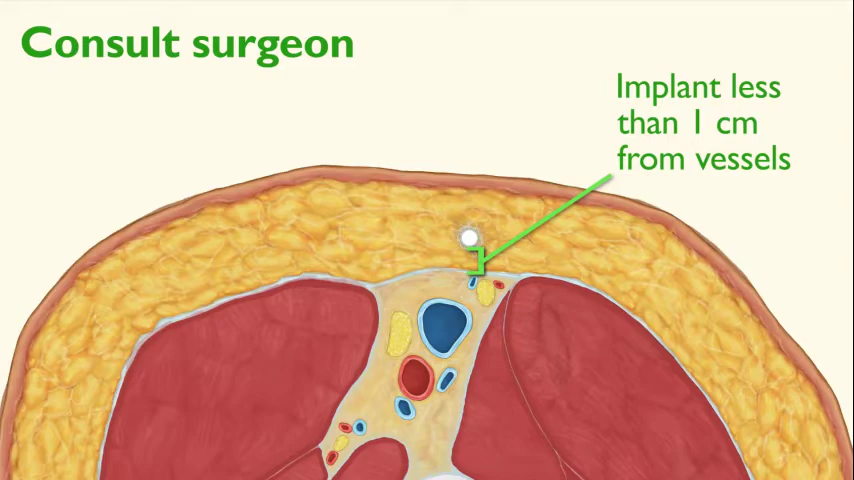 Consult surgeon
Implant less
than 1 cm
from vessels